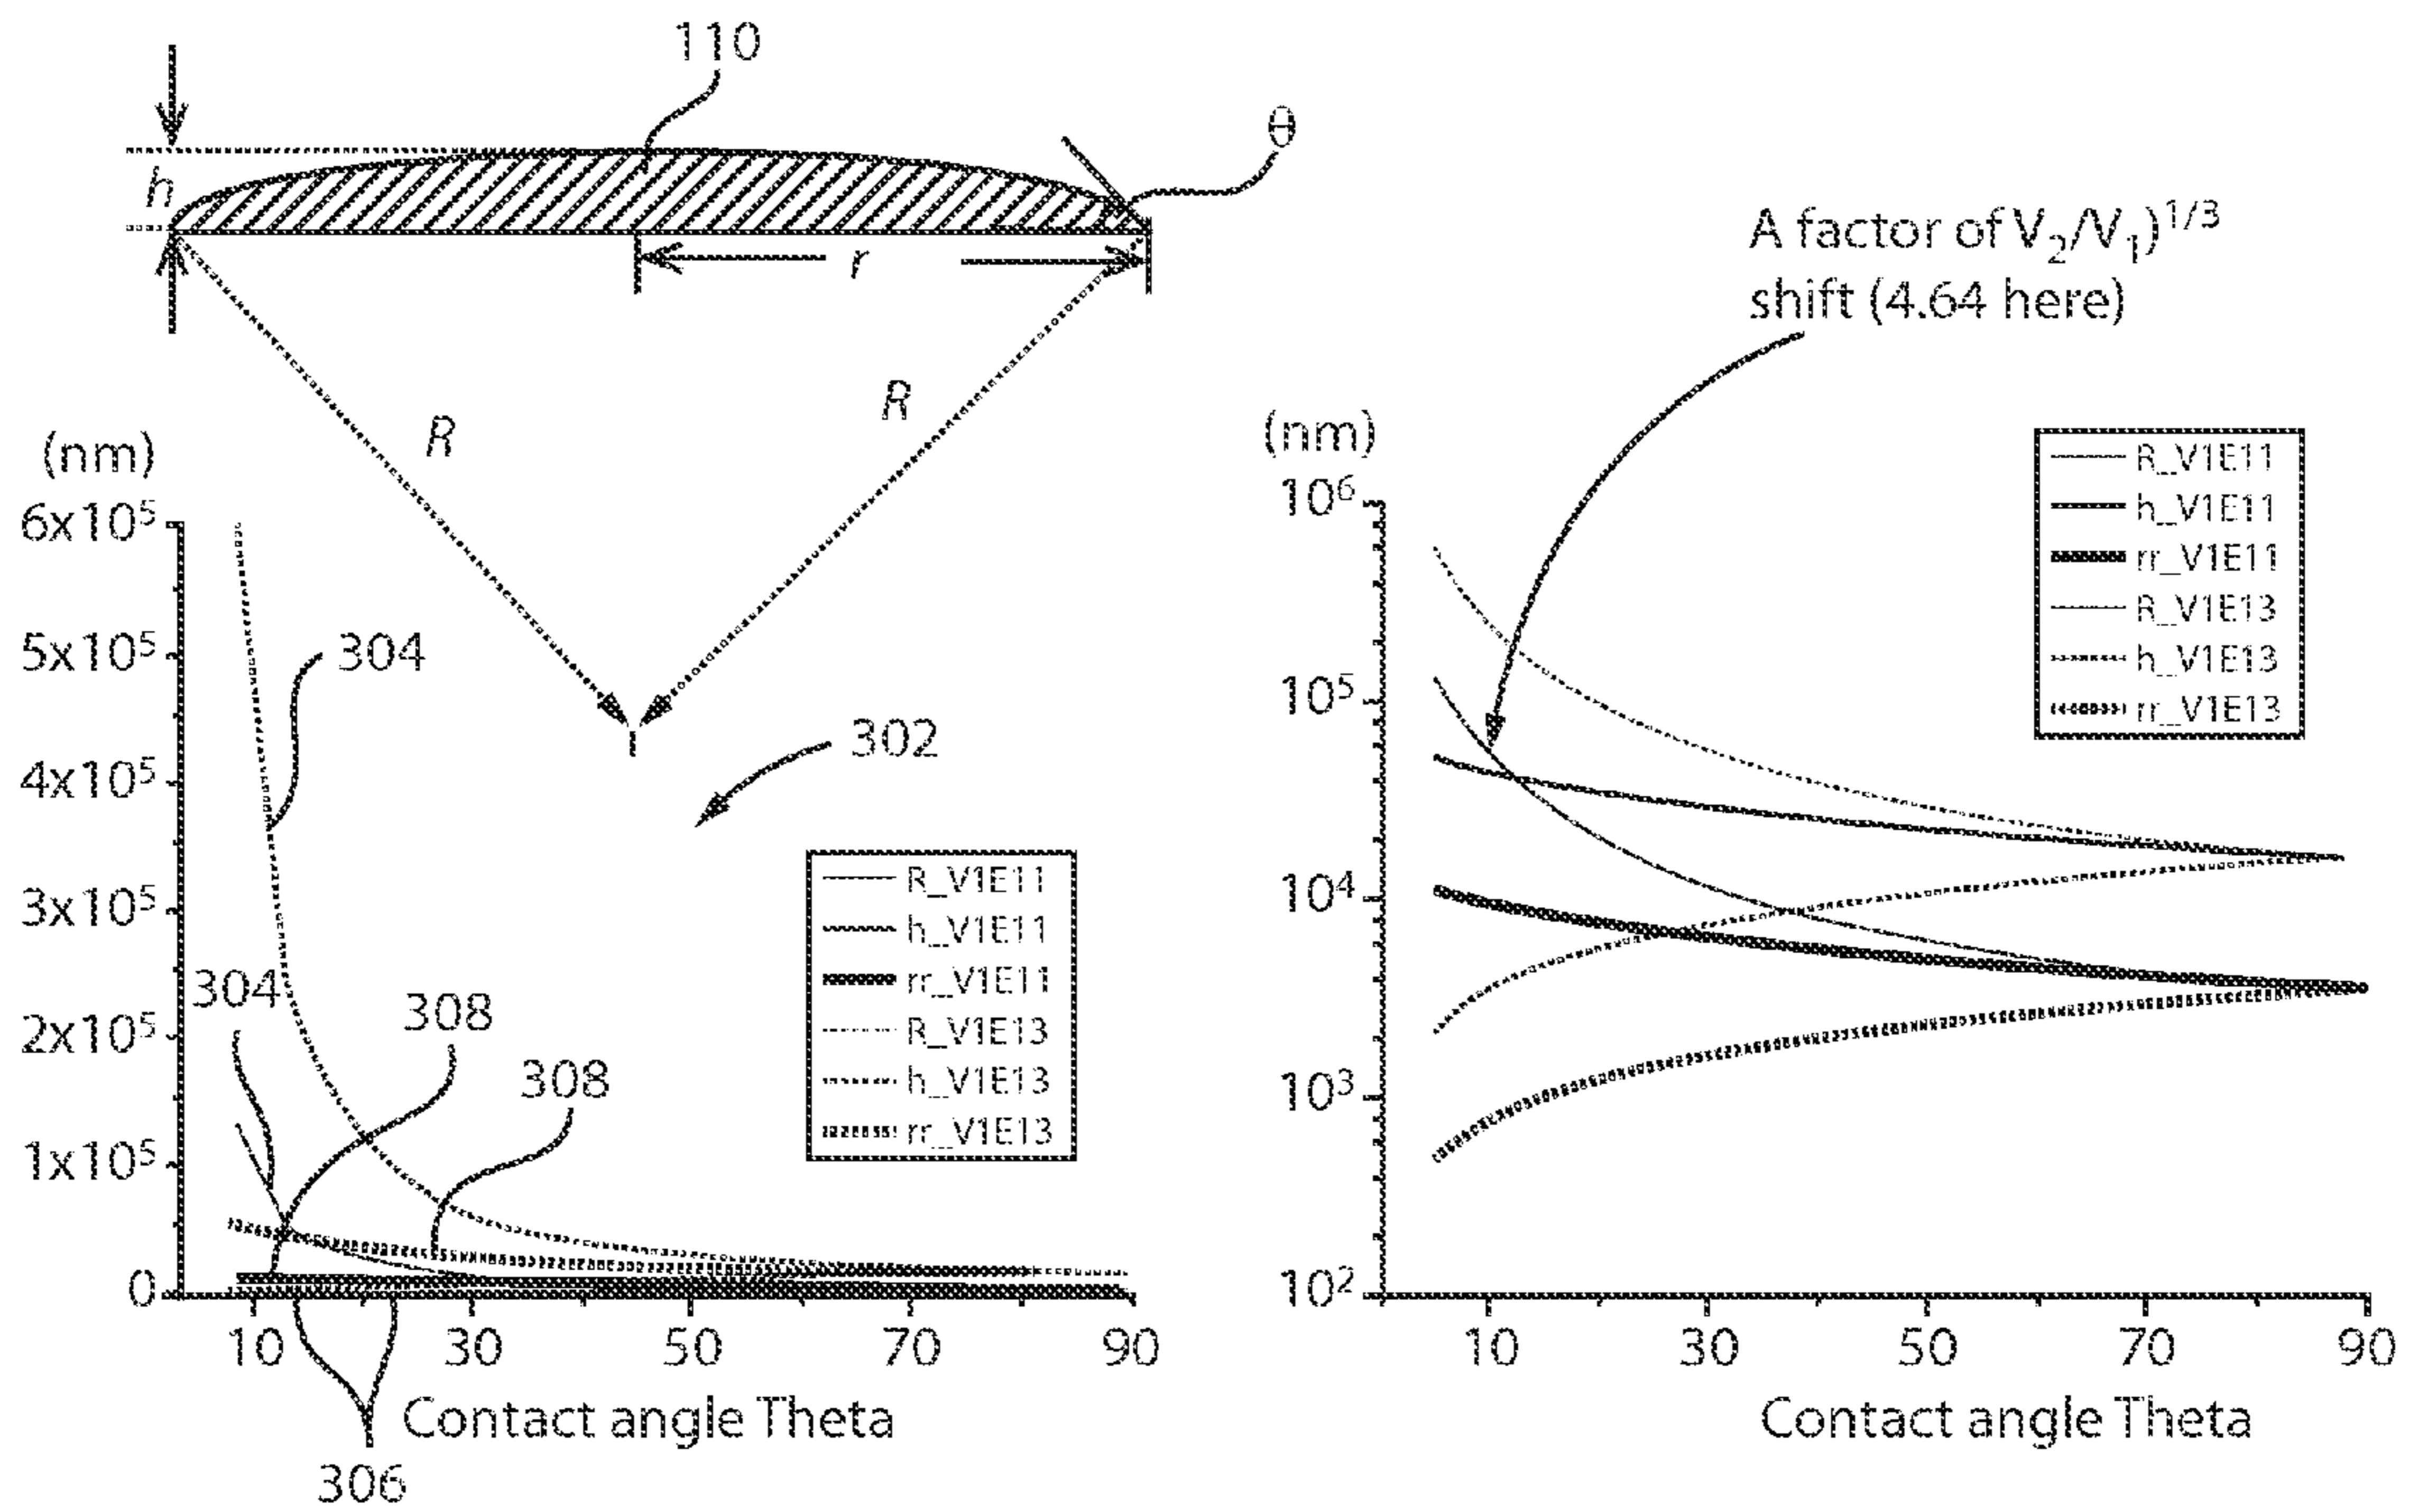 110
θ
h
r
A factor of V₂/V₁)¹/³
shift (4.64 here)
R
R
(nm)
6x10⁵
5x10⁵
4x10⁵
3x10⁵
2x10⁵
1x10⁵
0
304
302
304
308
308
R_V1E11
h_V1E11
rr_V1E11
R_V1E13
h_V1E13
rr_V1E13
10 30 50 70 90
Contact angle Theta
306
(nm)
10⁶
10⁵
10⁴
10³
10²
R_V1E11
h_V1E11
rr_V1E11
R_V1E13
h_V1E13
rr_V1E13
10 30 50 70 90
Contact angle Theta